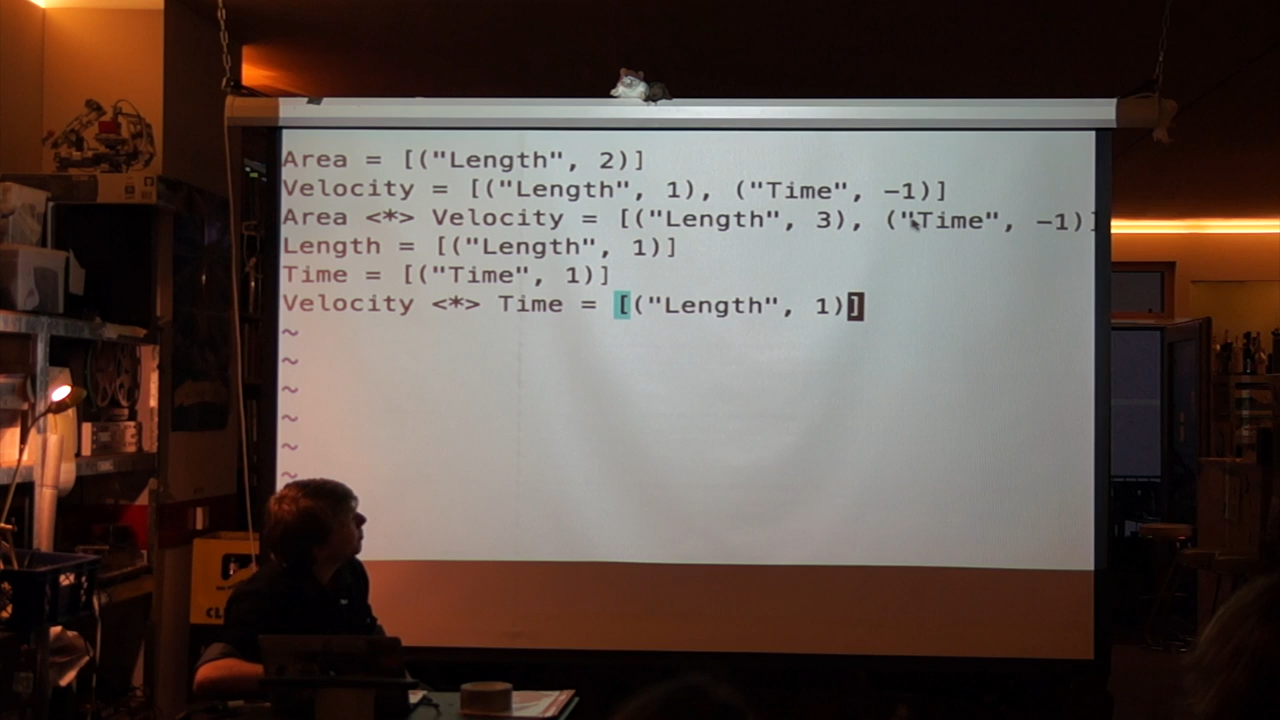 Area = [("Length", 2)]
Velocity = [("Length", 1), ("Time", −1)]
Area <*> Velocity = [("Length", 3), ("Time", −1)]
Length = [("Length", 1)]
Time = [("Time", 1)]
Velocity <*> Time = [("Length", 1)]
~
~
~
~
~
~